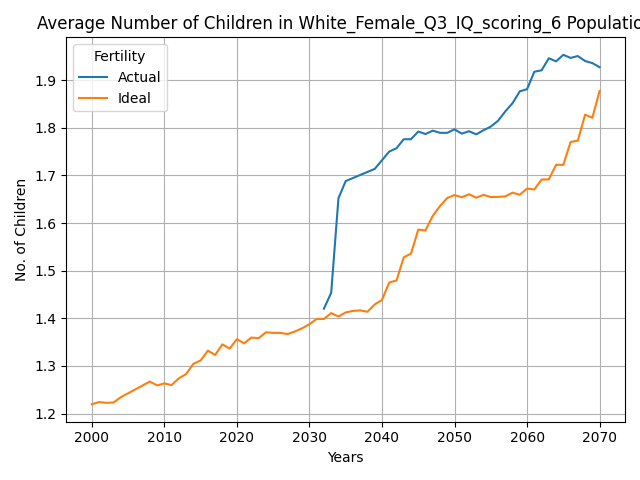 Average Number of Children in White_Female_Q3_IQ_scoring_6 Populatio
Fertility
Actual
Ideal
No. of Children
1.9
1.8
1.7
1.6
1.5
1.4
1.3
1.2
2000 2010 2020 2030 2040 2050 2060 2070
Years